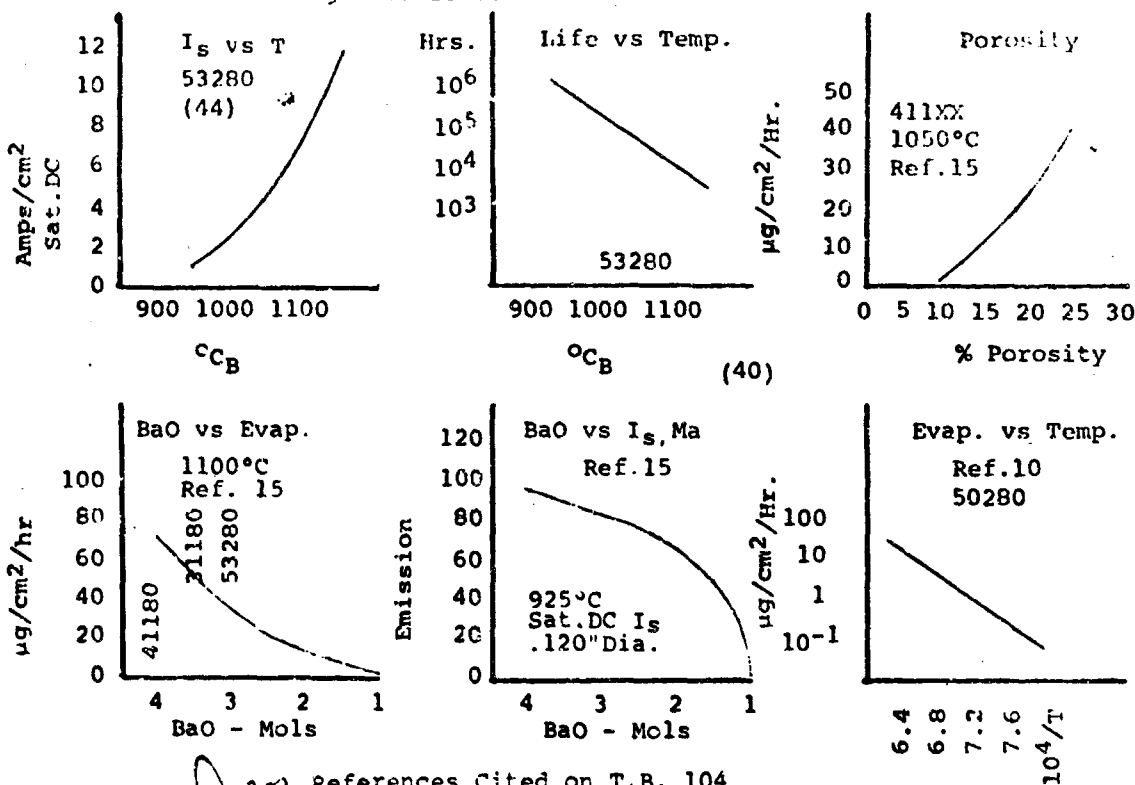 Is vs T
53280
(44)
12
10
8
6
4
2
0
Amps/cm2
Sat.DC
900 1000 1100
°CB
Life vs Temp.
Hrs.
10^6
10^5
10^4
10^3
53280
900 1000 1100
°CB
(40)
Porosity
411XX
1050°C
Ref.15
50
40
30
20
10
0
µg/cm2/Hr.
0 5 10 15 20 25 30
% Porosity
BaO vs Evap.
1100°C
Ref. 15
100
80
60
40
20
0
µg/cm2/hr
41180
31180
53280
4 3 2 1
BaO - Mols
BaO vs Is, Ma
Ref.15
120
100
80
60
40
20
0
Emission
925°C
Sat.DC Is
.120"Dia.
4 3 2 1
BaO - Mols
Evap. vs Temp.
Ref.10
50280
100
10
1
10-1
µg/cm2/Hr.
6.4
6.8
7.2
7.6
10^4/T
References Cited on T.B. 104